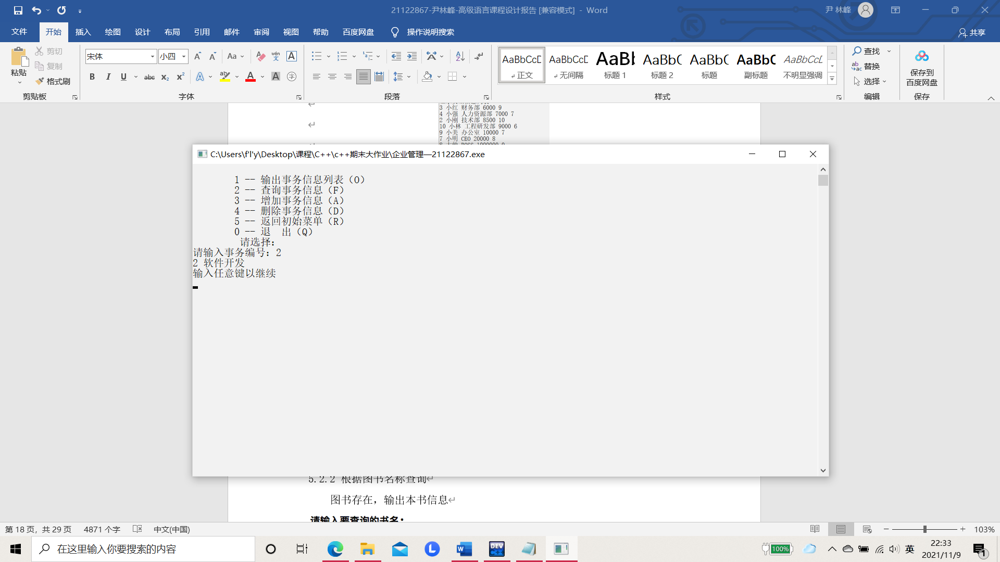 21122867-尹林峰-高级语言课程设计报告 [兼容模式] - Word
尹 林峰
文件 开始 插入 绘图 设计 布局 引用 邮件 审阅 视图 帮助 百度网盘 操作说明搜索 共享
粘贴
剪切
复制
格式刷
剪贴板
宋体 小四
字体
段落
AaBbCcD 正文
AaBbCcD 无间隔
AaBl 标题 1
AaBbC 标题 2
AaBbC 标题
AaBbC 副标题
AaBbCcD 不明显强调
样式
查找
替换
选择
编辑
保存到
百度网盘
保存
3 小红 财务部 6000 9
4 小强 人力资源部 7000 7
2 小刚 技术部 8500 10
10 小林 工程研发部 9000 6
9 小美 办公室 10000 7
7 小明 CEO 20000 8
C:\Users\f'l'y\Desktop\课程\C++\c++期末大作业\企业管理—21122867.exe
1 -- 输出事务信息列表（O）
2 -- 查询事务信息（F）
3 -- 增加事务信息（A）
4 -- 删除事务信息（D）
5 -- 返回初始菜单（R）
0 -- 退 出（Q）
请选择：
请输入事务编号：2
2 软件开发
输入任意键以继续
5.2.2 根据图书名称查询
图书存在，输出本书信息
请输入要查询的书名：
第 18 页，共 29 页 4871 个字 中文(中国) 103%
在这里输入你要搜索的内容
100%
英
22:33
2021/11/9
1